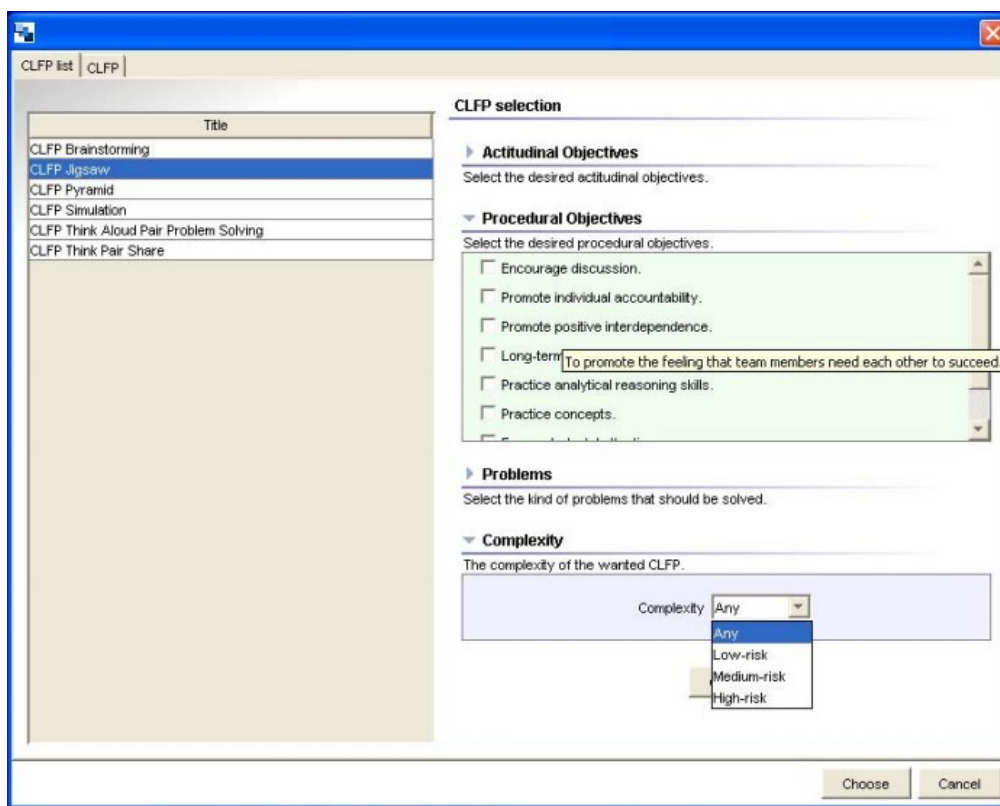 CLFP list
CLFP
Title
CLFP Brainstorming
CLFP Jigsaw
CLFP Pyramid
CLFP Simulation
CLFP Think Aloud Pair Problem Solving
CLFP Think Pair Share
CLFP selection
Actitudinal Objectives
Select the desired actitudinal objectives.
Procedural Objectives
Select the desired procedural objectives.
Encourage discussion.
Promote individual accountability.
Promote positive interdependence.
Long-term
To promote the feeling that team members need each other to succeed.
Practice analytical reasoning skills.
Practice concepts.
Problems
Select the kind of problems that should be solved.
Complexity
The complexity of the wanted CLFP.
Complexity Any
Any
Low-risk
Medium-risk
High-risk
Choose
Cancel